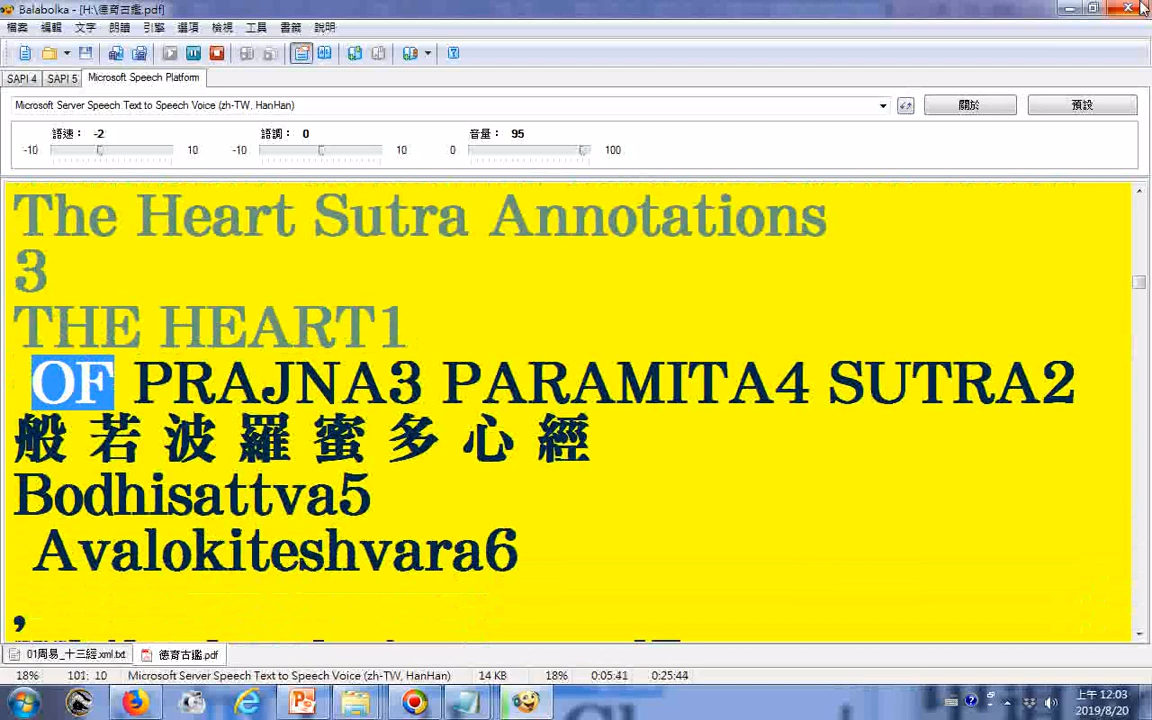 Balabolka - [H:\德育古鑑.pdf]
檔案 編輯 文字 朗讀 引擎 選項 檢視 工具 書籤 說明
SAPI 4 SAPI 5 Microsoft Speech Platform
Microsoft Server Speech Text to Speech Voice (zh-TW, HanHan) 關於 預設
語速： -2 語調： 0 音量： 95
-10 10 -10 10 0 100
The Heart Sutra Annotations
3
THE HEART1
OF PRAJNA3 PARAMITA4 SUTRA2
般 若 波 羅 蜜 多 心 經
Bodhisattva5
Avalokiteshvara6
,
01周易_十三經.xml.txt 德育古鑑.pdf
18% 101: 10 Microsoft Server Speech Text to Speech Voice (zh-TW, HanHan) 14 KB 18% 0:05:41 0:25:44
上午 12:03
2019/8/20